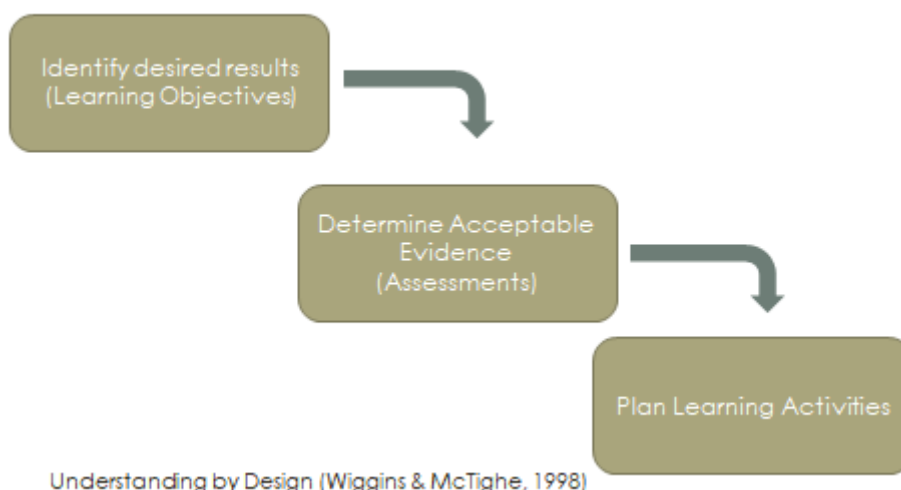 Identify desired results
(Learning Objectives)
Determine Acceptable
Evidence
(Assessments)
Plan Learning Activities
Understanding by Design (Wiggins & McTighe, 1998)